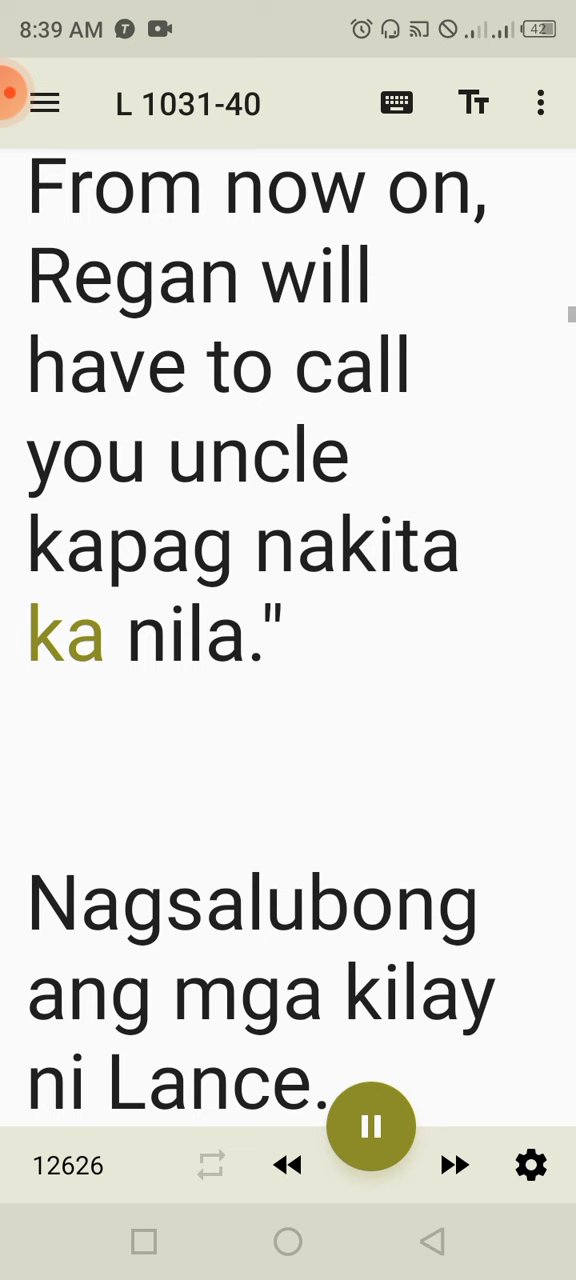 8:39 AM
42
L 1031-40
From now on,
Regan will
have to call
you uncle
kapag nakita
ka nila."
Nagsalubong
ang mga kilay
ni Lance.
12626